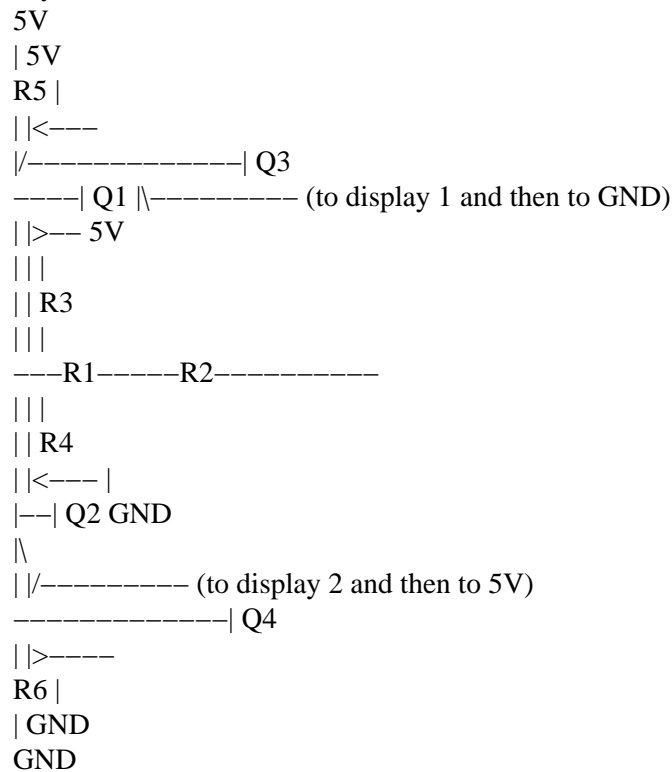 5V
| 5V
R5 |
| |<−−−
|/−−−−−−−−−−−−−| Q3
−−−−| Q1 |\−−−−−−−−− (to display 1 and then to GND)
| |>−− 5V
| | |
| | R3
| | |
−−−R1−−−−−R2−−−−−−−−−−
| | |
| | R4
| |<−−− |
|−−| Q2 GND
|\
| |/−−−−−−−−− (to display 2 and then to 5V)
−−−−−−−−−−−−−| Q4
| |>−−−−
R6 |
| GND
GND